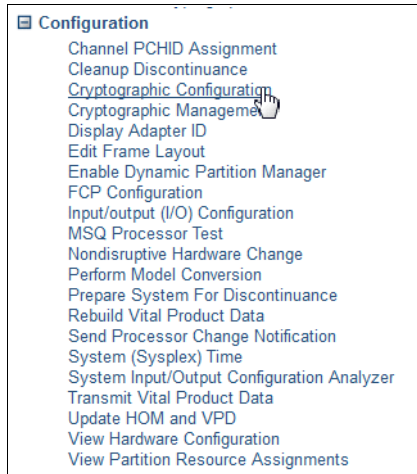 Configuration
Channel PCHID Assignment
Cleanup Discontinuance
Cryptographic Configuration
Cryptographic Manageme
Display Adapter ID
Edit Frame Layout
Enable Dynamic Partition Manager
FCP Configuration
Input/output (I/O) Configuration
MSQ Processor Test
Nondisruptive Hardware Change
Perform Model Conversion
Prepare System For Discontinuance
Rebuild Vital Product Data
Send Processor Change Notification
System (Sysplex) Time
System Input/Output Configuration Analyzer
Transmit Vital Product Data
Update HOM and VPD
View Hardware Configuration
View Partition Resource Assignments